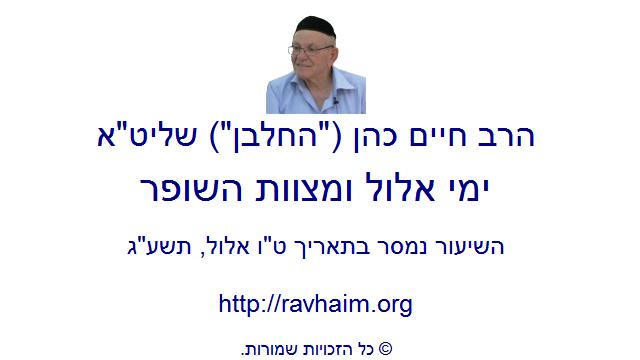 הרב חיים כהן ("החלבן") שליט"א
ימי אלול ומצוות השופר
השיעור נמסר בתאריך ט"ו אלול, תשע"ג
http://ravhaim.org
© כל הזכויות שמורות.